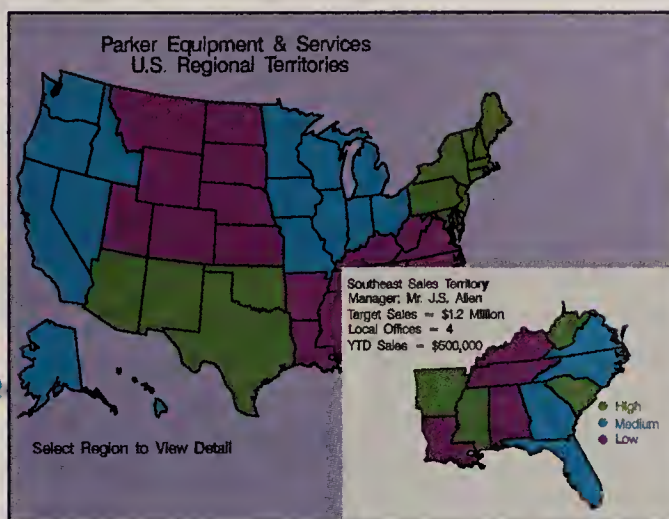 Parker Equipment & Services
U.S. Regional Territories
Southeast Sales Territory
Manager: Mr. J.S. Allen
Target Sales = $1.2 Million
Local Offices = 4
YTD Sales = $500,000
High
Medium
Low
Select Region to View Detail